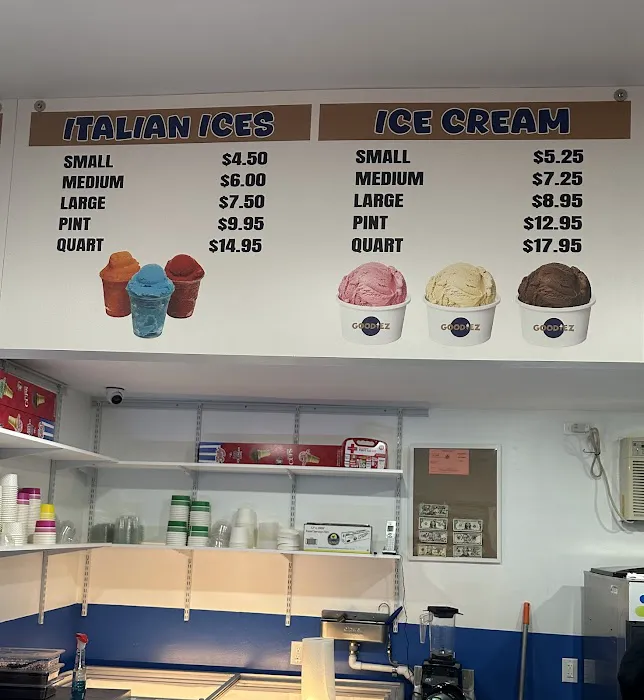 ITALIAN ICES
SMALL $4.50
MEDIUM $6.00
LARGE $7.50
PINT $9.95
QUART $14.95
ICE CREAM
SMALL $5.25
MEDIUM $7.25
LARGE $8.95
PINT $12.95
QUART $17.95
GOODIEZ GOODIEZ GOODIEZ